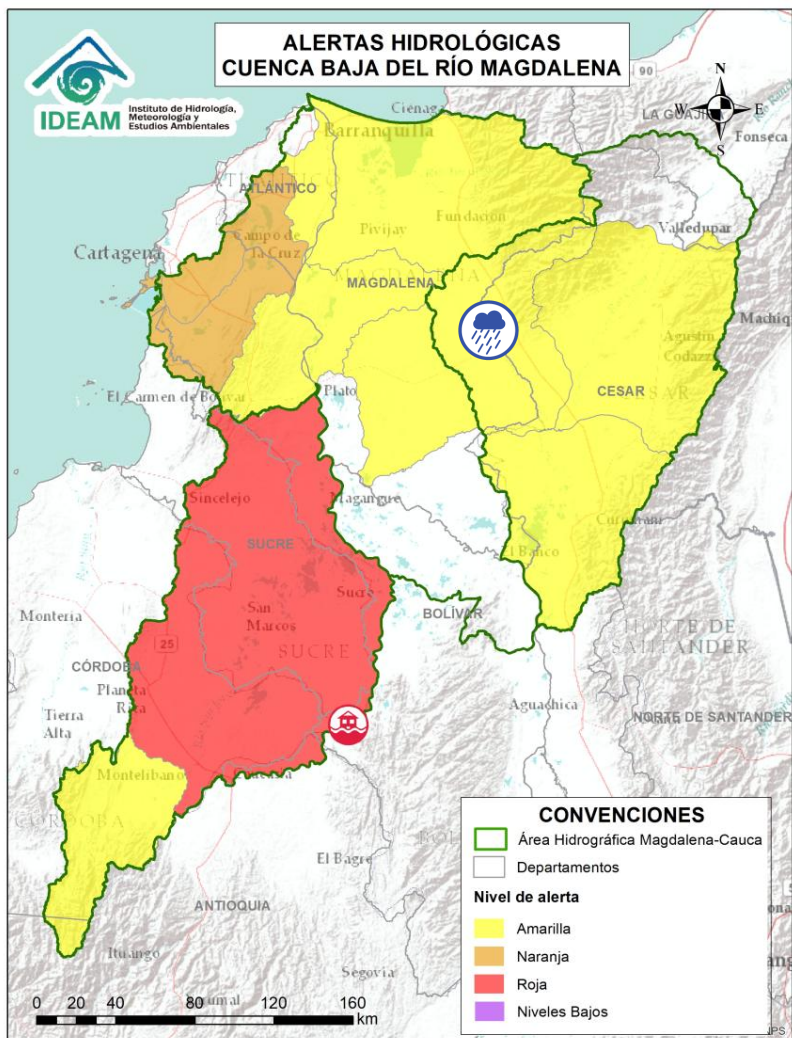 ALERTAS HIDROLÓGICAS
CUENCA BAJA DEL RÍO MAGDALENA
IDEAM
Instituto de Hidrología,
Meteorología y
Estudios Ambientales
90
N
W
E
S
Ciénaga
LA GUAJIRA
Barranquilla
Fonseca
ATLÁNTICO
Fundación
Valledupar
Pivijay
Campo de
la Cruz
Cartagena
MAGDALENA
MAGDALENA
Agustín
Codazzi
CESAR
El Carmen de Bolívar
Plato
Sincelejo
Magangué
Curumaní
SUCRE
El Banco
Sucre
Montería
San
Marcos
BOLÍVAR
NORTE DE
SANTANDER
25
SUCRE
CÓRDOBA
Planeta
Rica
Tierra
Alta
Aguachica
NORTE DE SANTANDER
Montelíbano
Caucasia
CÓRDOBA
El Bagre
ANTIOQUIA
Ituango
Segovia
CONVENCIONES
Área Hidrográfica Magdalena-Cauca
Departamentos
Nivel de alerta
Amarilla
Naranja
Roja
Niveles Bajos
0 20 40 80 120 160
km